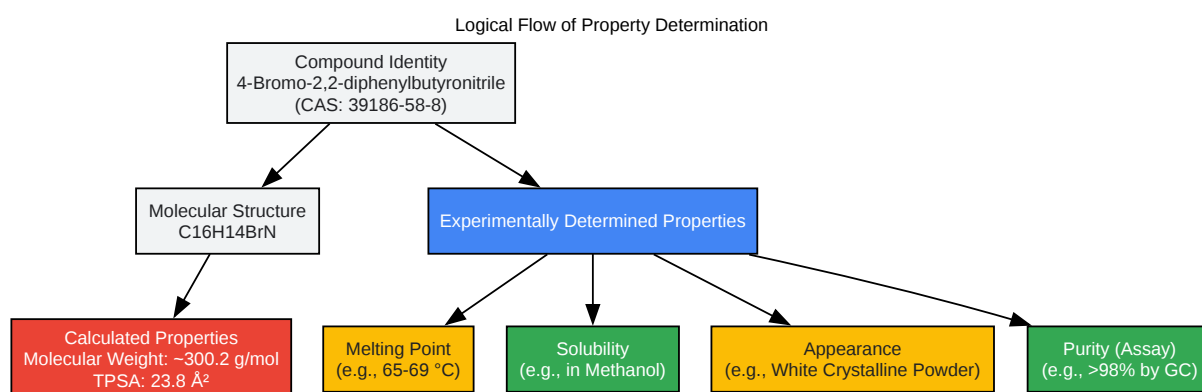 Logical Flow of Property Determination
Compound Identity
4-Bromo-2,2-diphenylbutyronitrile
(CAS: 39186-58-8)
Molecular Structure
C16H14BrN
Experimentally Determined Properties
Calculated Properties
Molecular Weight: ~300.2 g/mol
TPSA: 23.8 Å²
Melting Point
(e.g., 65-69 °C)
Solubility
(e.g., in Methanol)
Appearance
(e.g., White Crystalline Powder)
Purity (Assay)
(e.g., >98% by GC)